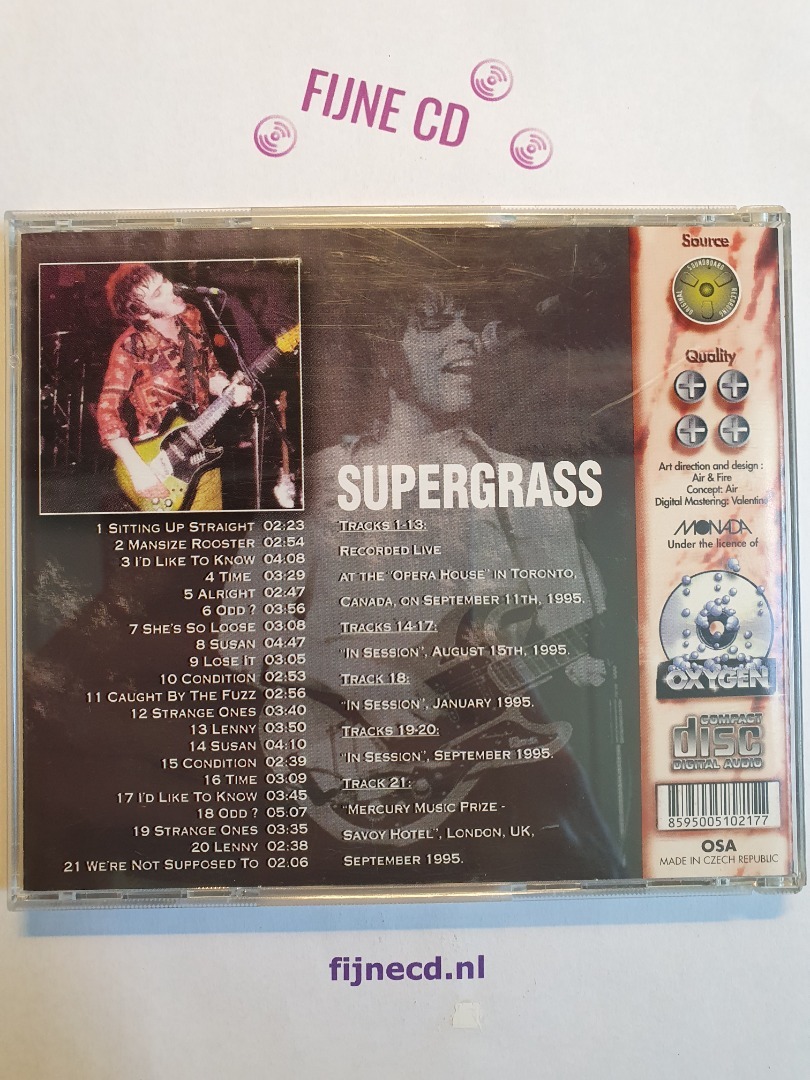 FIJNE CD
SUPERGRASS
1 SITTING UP STRAIGHT 02:23
2 MANSIZE ROOSTER 02:54
3 I'D LIKE TO KNOW 04:08
4 TIME 03:29
5 ALRIGHT 02:47
6 ODD ? 03:56
7 SHE'S SO LOOSE 03:08
8 SUSAN 04:47
9 LOSE IT 03:05
10 CONDITION 02:53
11 CAUGHT BY THE FUZZ 02:56
12 STRANGE ONES 03:40
13 LENNY 03:50
14 SUSAN 04:10
15 CONDITION 02:39
16 TIME 03:09
17 I'D LIKE TO KNOW 03:45
18 ODD ? 05:07
19 STRANGE ONES 03:35
20 LENNY 02:38
21 WE'RE NOT SUPPOSED TO 02.06
TRACKS 1-13:
RECORDED LIVE
AT THE "OPERA HOUSE" IN TORONTO,
CANADA, ON SEPTEMBER 11TH, 1995.
TRACKS 14-17:
"IN SESSION", AUGUST 15TH, 1995.
TRACK 18:
"IN SESSION", JANUARY 1995.
TRACKS 19-20:
"IN SESSION", SEPTEMBER 1995.
TRACK 21:
"MERCURY MUSIC PRIZE -
SAVOY HOTEL", LONDON, UK,
SEPTEMBER 1995.
Source
SOUNDBOARD
RECORDING
ORIGINAL
Quality
Art direction and design :
Air & Fire
Concept: Air
Digital Mastering: Valentine
MONADA
Under the licence of
OXYGEN
COMPACT
disc
DIGITAL AUDIO
8595005102177
OSA
MADE IN CZECH REPUBLIC
fijnecd.nl